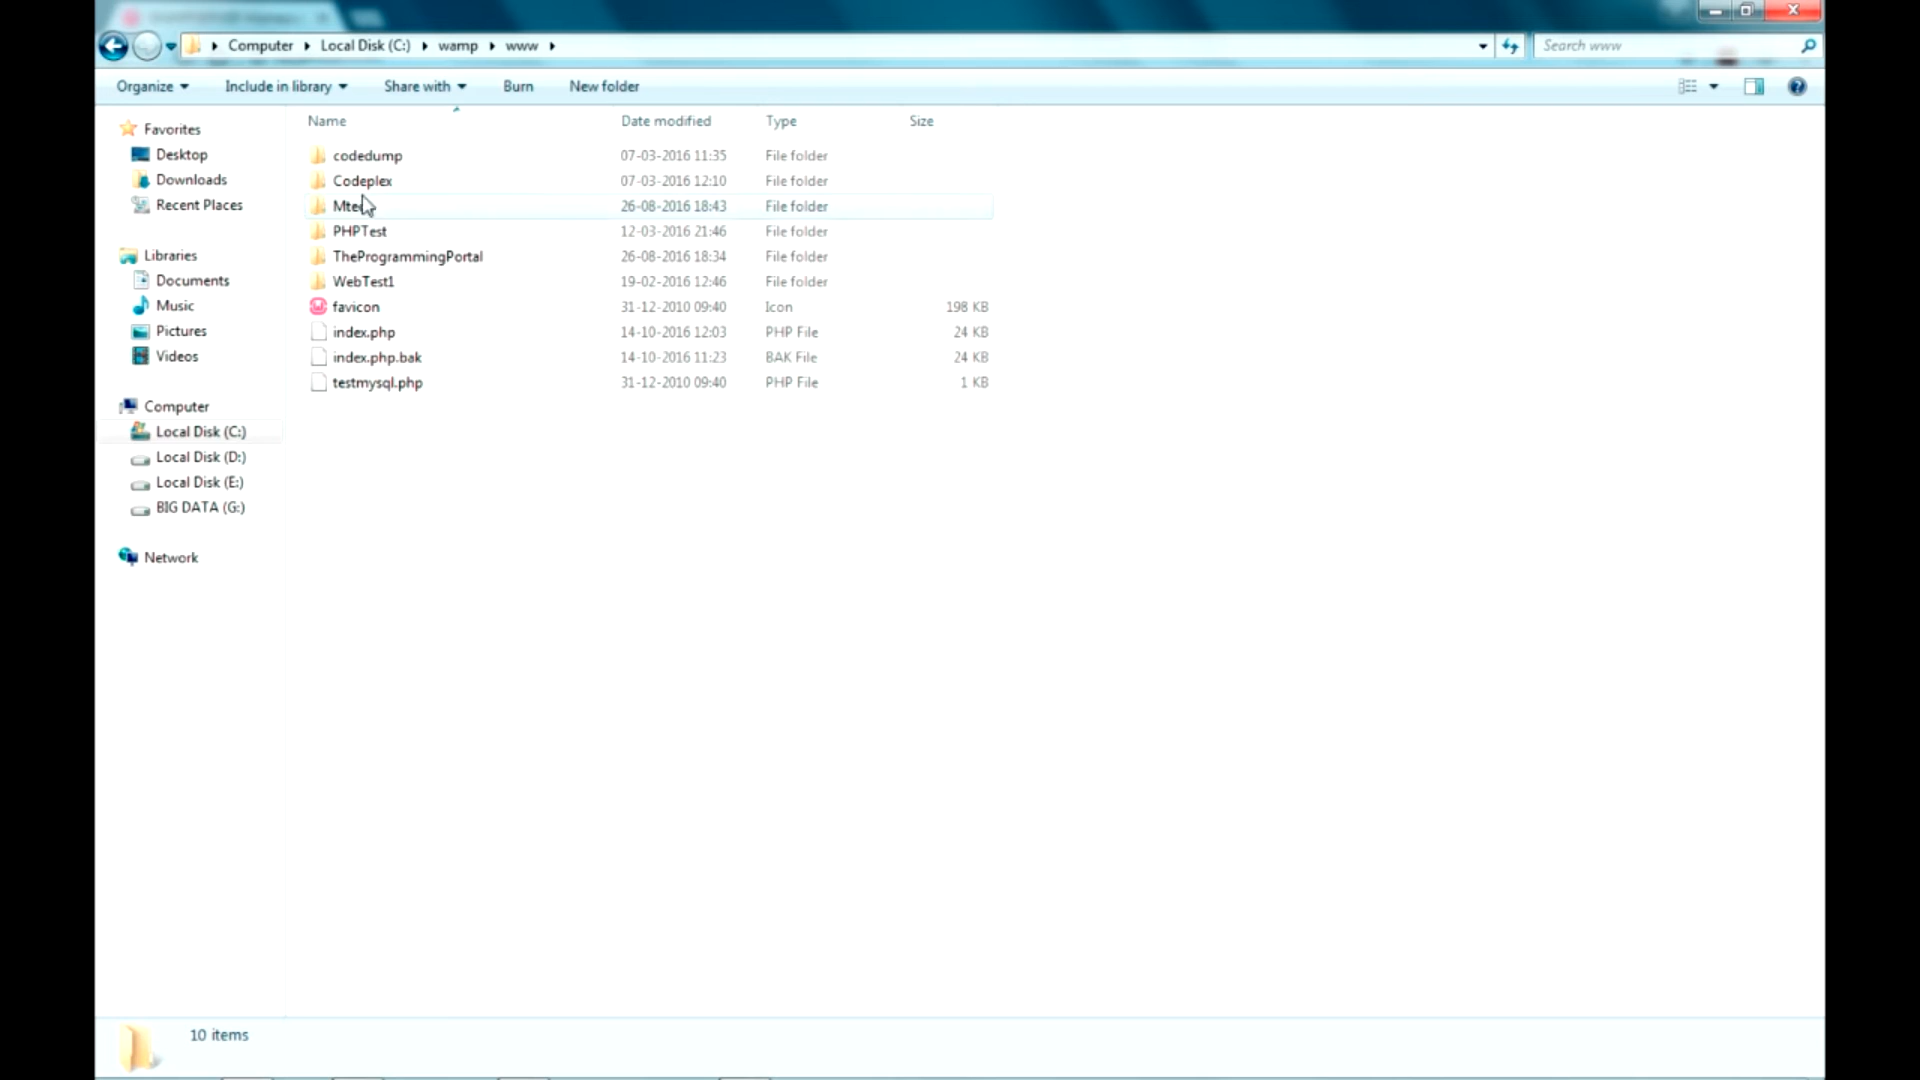 Computer Local Disk (C:) wamp www Search www
Organize Include in library Share with Burn New folder
Name Date modified Type Size
Favorites
Desktop
Downloads
Recent Places
Libraries
Documents
Music
Pictures
Videos
Computer
Local Disk (C:)
Local Disk (D:)
Local Disk (E:)
BIG DATA (G:)
Network
codedump 07-03-2016 11:35 File folder
Codeplex 07-03-2016 12:10 File folder
26-08-2016 18:43 File folder
PHPTest 12-03-2016 21:46 File folder
TheProgrammingPortal 26-08-2016 18:34 File folder
WebTest1 19-02-2016 12:46 File folder
favicon 31-12-2010 09:40 Icon 198 KB
index.php 14-10-2016 12:03 PHP File 24 KB
index.php.bak 14-10-2016 11:23 BAK File 24 KB
testmysql.php 31-12-2010 09:40 PHP File 1 KB
10 items